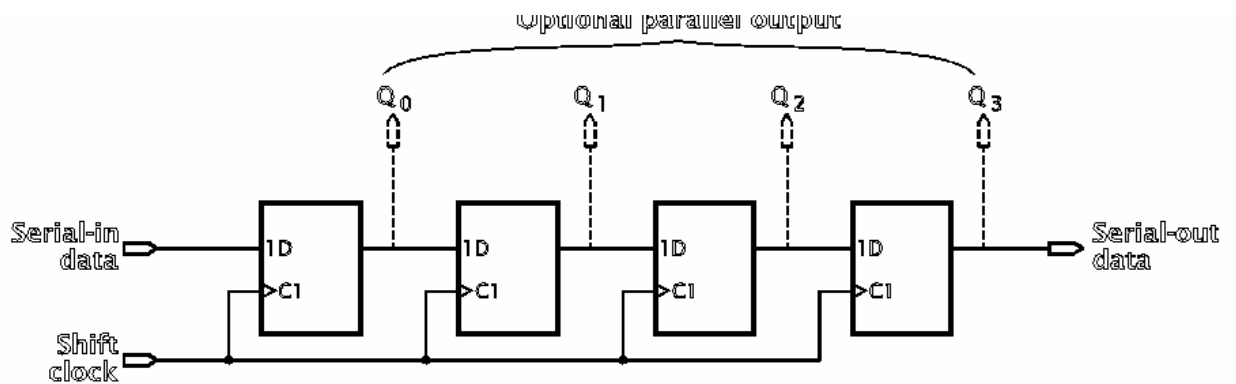 Optional parallel output
Q0 Q1 Q2 Q3
Serial-in
data
1D 1D 1D 1D
Serial-out
data
C1 C1 C1 C1
Shift
clock